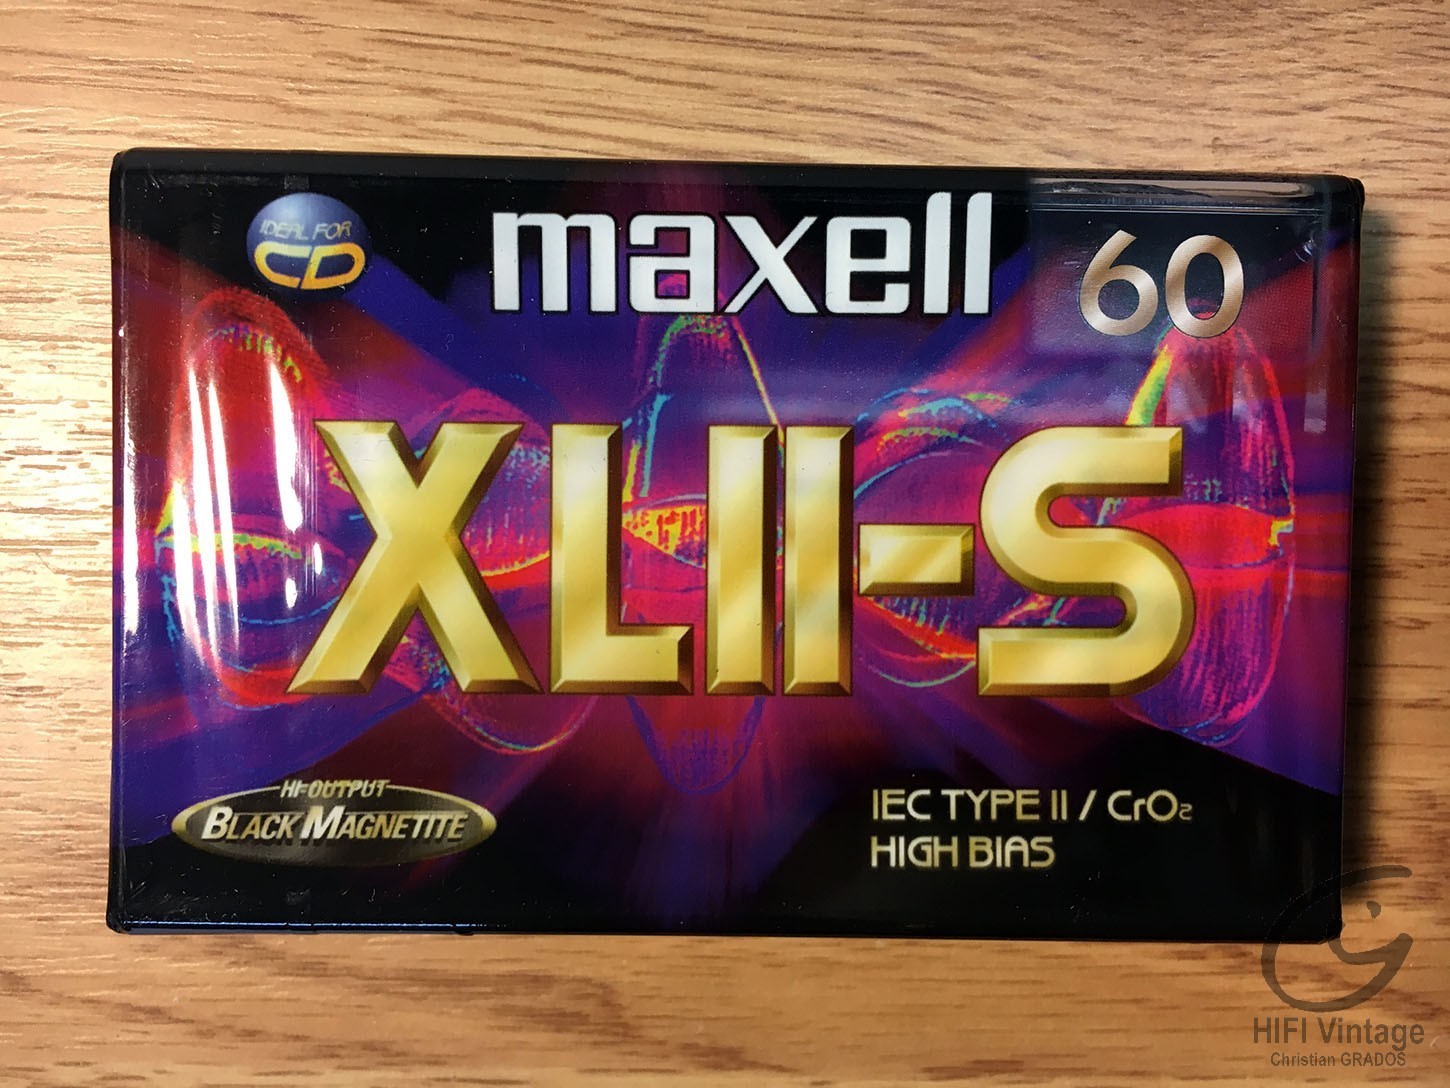 IDEAL FOR
CD
maxell
60
XLII-S
HI-OUTPUT
BLACK MAGNETITE
IEC TYPE II / CrO₂
HIGH BIAS
HIFI Vintage
Christian GRADOS